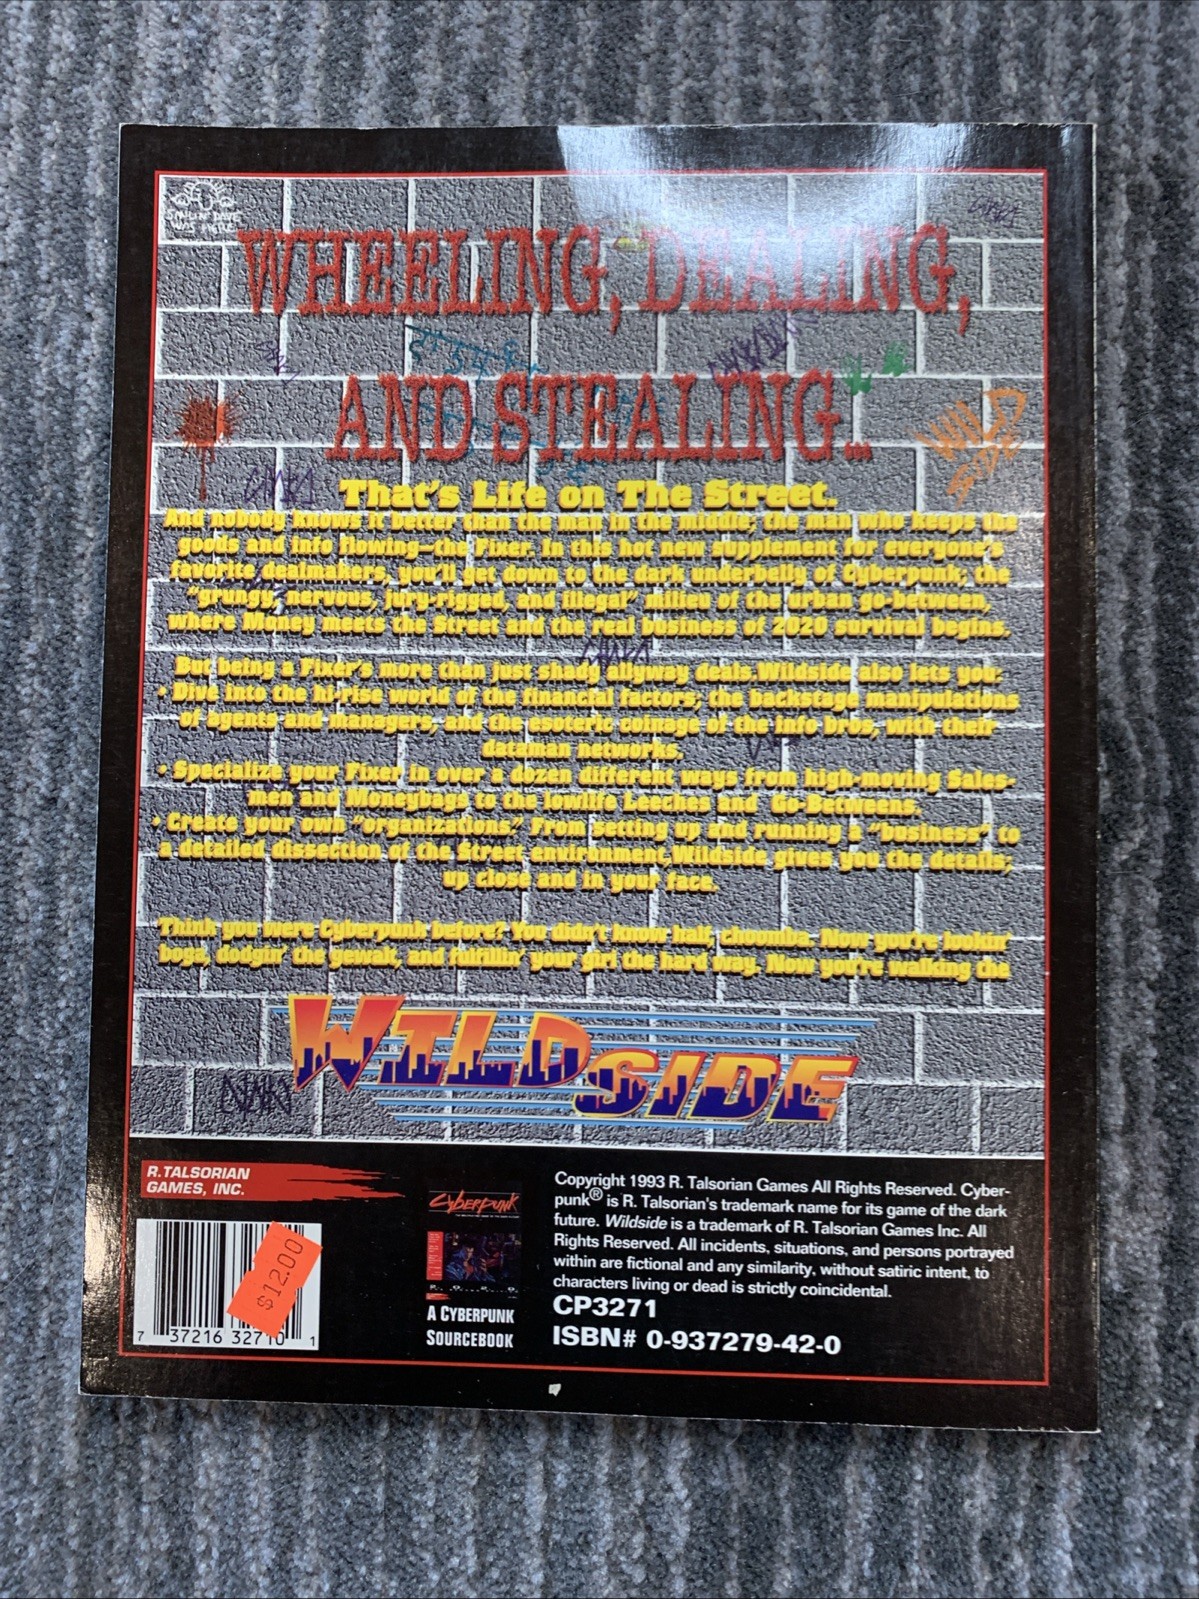 SMILIN' DAVE
WAS HERE
WHEELING, DEALING,
AND STEALING...
WILD
SIDE
That's Life on The Street.
And nobody knows it better than the man in the middle; the man who keeps the
goods and info flowing—the Fixer. In this hot new supplement for everyone's
favorite dealmakers, you'll get down to the dark underbelly of Cyberpunk; the
"grungy, nervous, jury-rigged, and illegal" milieu of the urban go-between,
where Money meets the Street and the real business of 2020 survival begins.
But being a Fixer's more than just shady allyway deals.Wildside also lets you:
• Dive into the hi-rise world of the financial factors; the backstage manipulations
of agents and managers, and the esoteric coinage of the info bros, with their
dataman networks.
• Specialize your Fixer in over a dozen different ways from high-moving Sales-
men and Moneybags to the lowlife Leeches and Go-Betweens.
• Create your own "organizations." From setting up and running a "business" to
a detailed dissection of the Street environment,Wildside gives you the details;
up close and in your face.
Think you were Cyberpunk before? You didn't know half, choomba. Now you're lookin'
boga, dodgin' the yewak, and fulfillin' your girl the hard way. Now you're walking the
WILDSIDE
R.TALSORIAN
GAMES, INC.
$12.00
7 37216 32710 1
CYBERPUNK
2.0.2.0.
A CYBERPUNK
SOURCEBOOK
Copyright 1993 R. Talsorian Games All Rights Reserved. Cyber-
punk® is R. Talsorian's trademark name for its game of the dark
future. Wildside is a trademark of R. Talsorian Games Inc. All
Rights Reserved. All incidents, situations, and persons portrayed
within are fictional and any similarity, without satiric intent, to
characters living or dead is strictly coincidental.
CP3271
ISBN# 0-937279-42-0